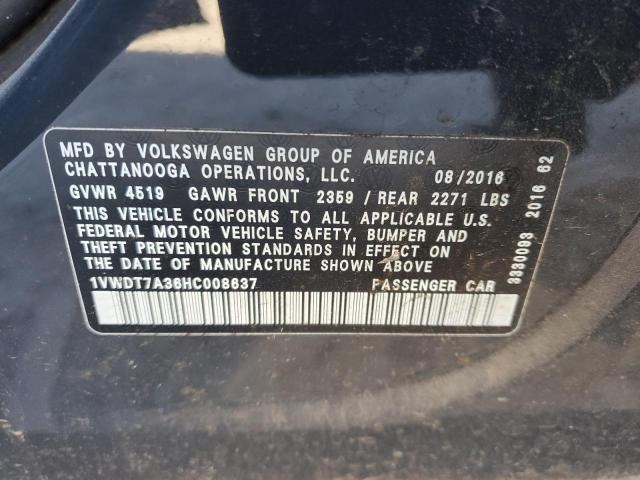 MFD BY VOLKSWAGEN GROUP OF AMERICA
CHATTANOOGA OPERATIONS, LLC. 08/2016
GVWR 4519 GAWR FRONT 2359 / REAR 2271 LBS
THIS VEHICLE CONFORMS TO ALL APPLICABLE U.S.
FEDERAL MOTOR VEHICLE SAFETY, BUMPER AND
THEFT PREVENTION STANDARDS IN EFFECT ON
THE DATE OF MANUFACTURE SHOWN ABOVE
1VWDT7A36HC008637 PASSENGER CAR
3330093 2016 62